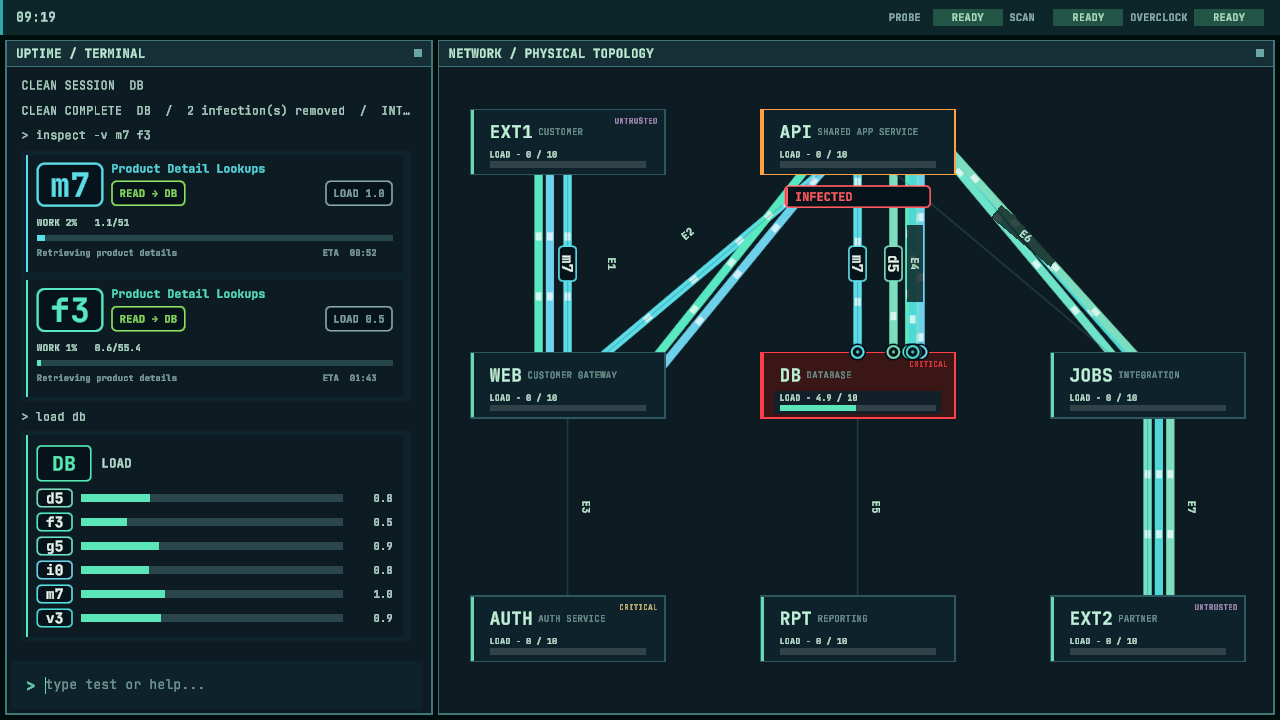 09:19
PROBE READY SCAN READY OVERCLOCK READY
UPTIME / TERMINAL
CLEAN SESSION DB
CLEAN COMPLETE DB / 2 infection(s) removed / INT…
> inspect -v m7 f3
m7 Product Detail Lookups
READ → DB LOAD 1.0
WORK 2% 1.1/51
Retrieving product details ETA 00:52
f3 Product Detail Lookups
READ → DB LOAD 0.5
WORK 1% 0.6/55.4
Retrieving product details ETA 01:43
> load db
DB LOAD
d5 0.8
f3 0.5
g5 0.9
i0 0.8
m7 1.0
v3 0.9
> type test or help...
NETWORK / PHYSICAL TOPOLOGY
UNTRUSTED
EXT1 CUSTOMER
LOAD - 0 / 10
API SHARED APP SERVICE
LOAD - 0 / 10
INFECTED
E2
E1
m7
m7
d5
E4
E6
WEB CUSTOMER GATEWAY
LOAD - 0 / 10
CRITICAL
DB DATABASE
LOAD - 4.9 / 10
JOBS INTEGRATION
LOAD - 0 / 10
E3
E5
E7
CRITICAL
AUTH AUTH SERVICE
LOAD - 0 / 10
RPT REPORTING
LOAD - 0 / 10
UNTRUSTED
EXT2 PARTNER
LOAD - 0 / 10